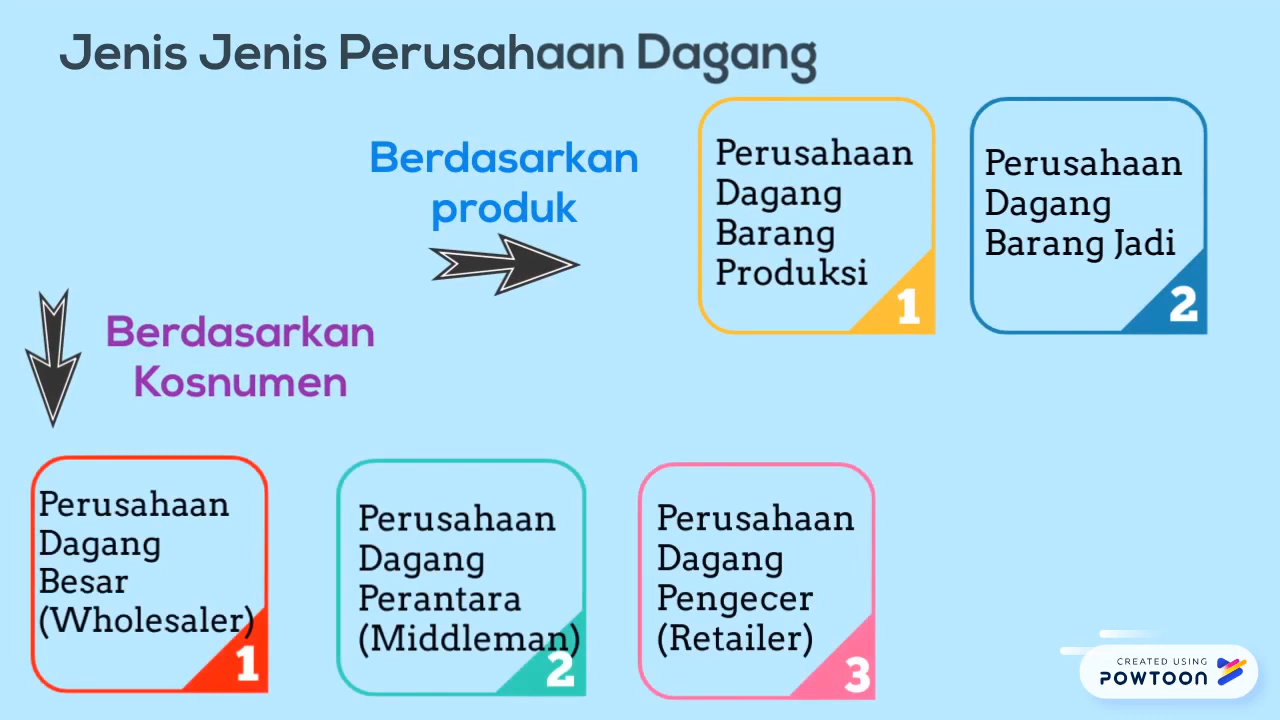 Jenis Jenis Perusahaan Dagang
Berdasarkan
produk
Perusahaan
Dagang
Barang
Produksi
1
Perusahaan
Dagang
Barang Jadi
2
Berdasarkan
Kosnumen
Perusahaan
Dagang
Besar
(Wholesaler)
1
Perusahaan
Dagang
Perantara
(Middleman)
2
Perusahaan
Dagang
Pengecer
(Retailer)
3
CREATED USING
POWTOON